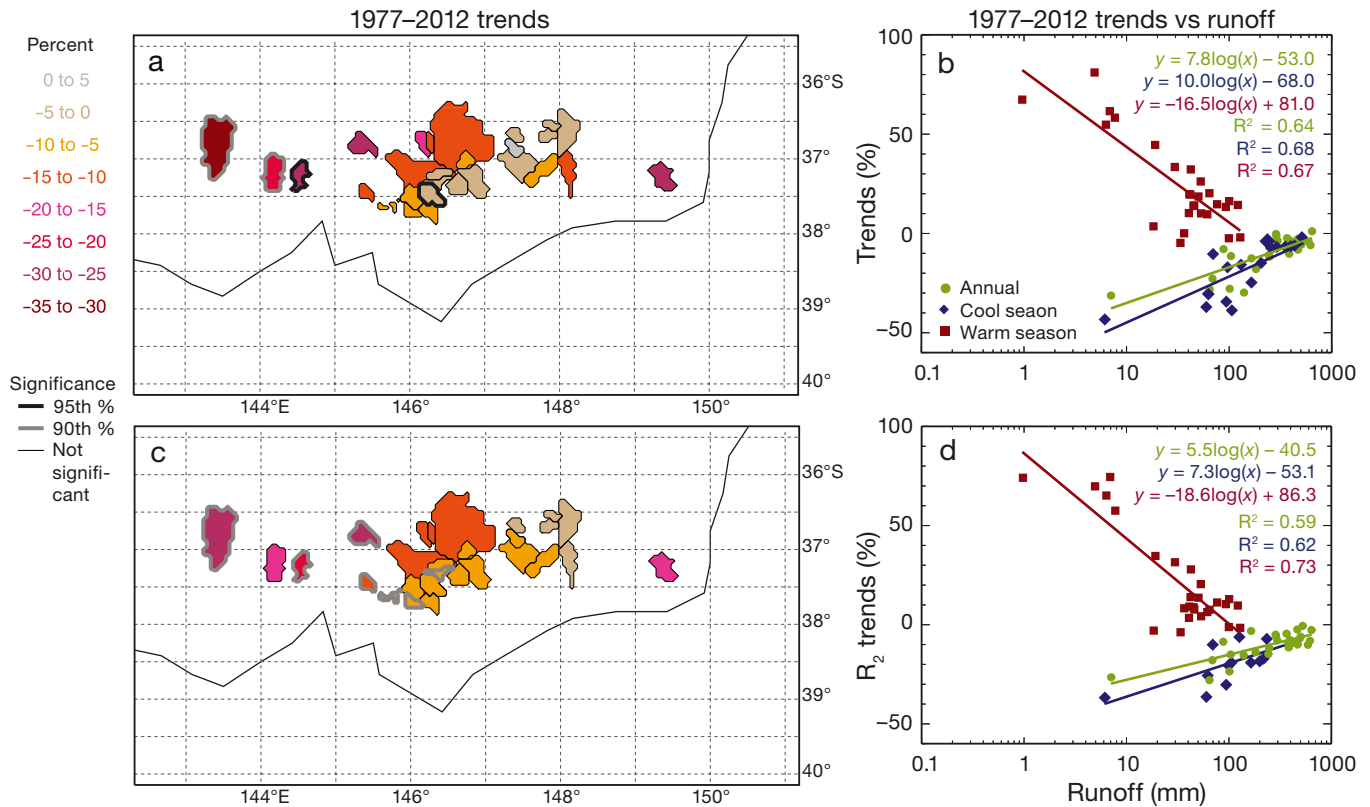 1977–2012 trends
1977–2012 trends vs runoff
Percent
0 to 5
–5 to 0
–10 to –5
–15 to –10
–20 to –15
–25 to –20
–30 to –25
–35 to –30
Significance
95th %
90th %
Not
signifi-
cant
a
36°S
37°
38°
39°
40°
144°E
146°
148°
150°
b
Trends (%)
100
50
0
–50
y = 7.8log(x) – 53.0
y = 10.0log(x) – 68.0
y = –16.5log(x) + 81.0
R² = 0.64
R² = 0.68
R² = 0.67
Annual
Cool seaon
Warm season
0.1
1
10
100
1000
c
36°S
37°
38°
39°
40°
144°E
146°
148°
150°
d
R₂ trends (%)
100
50
0
–50
y = 5.5log(x) – 40.5
y = 7.3log(x) – 53.1
y = –18.6log(x) + 86.3
R² = 0.59
R² = 0.62
R² = 0.73
0.1
1
10
100
1000
Runoff (mm)